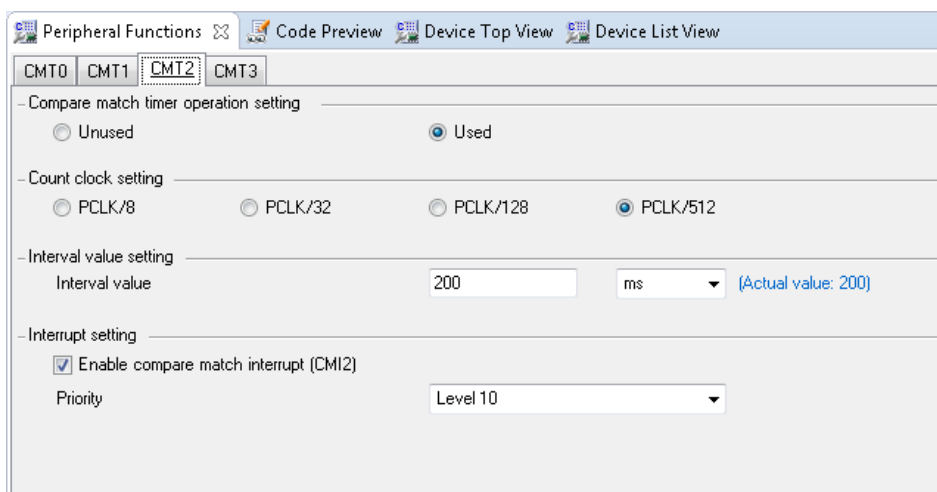 Peripheral Functions Code Preview Device Top View Device List View
CMT0 CMT1 CMT2 CMT3
Compare match timer operation setting
Unused Used
Count clock setting
PCLK/8 PCLK/32 PCLK/128 PCLK/512
Interval value setting
Interval value 200 ms (Actual value: 200)
Interrupt setting
Enable compare match interrupt (CMI2)
Priority Level 10